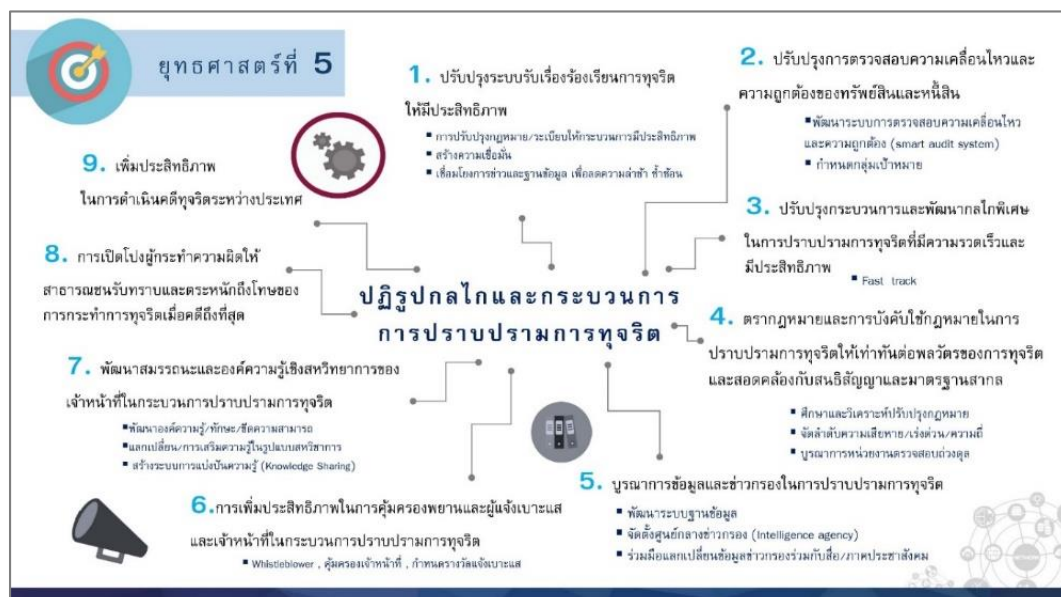 ยุทธศาสตร์ที่ 5
1. ปรับปรุงระบบรับเรื่องร้องเรียนการทุจริต
ให้มีประสิทธิภาพ
▪ การปรับปรุงกฎหมาย/ระเบียบให้กระบวนการมีประสิทธิภาพ
▪ สร้างความเชื่อมั่น
▪ เชื่อมโยงการข่าวและฐานข้อมูล เพื่อลดความล่าช้า ซ้ำซ้อน
2. ปรับปรุงการตรวจสอบความเคลื่อนไหวและ
ความถูกต้องของทรัพย์สินและหนี้สิน
▪พัฒนาระบบการตรวจสอบความเคลื่อนไหว
และความถูกต้อง (smart audit system)
▪ กำหนดกลุ่มเป้าหมาย
3. ปรับปรุงกระบวนการและพัฒนากลไกพิเศษ
ในการปราบปรามการทุจริตที่มีความรวดเร็วและ
มีประสิทธิภาพ
▪ Fast track
4. ตรากฎหมายและการบังคับใช้กฎหมายในการ
ปราบปรามการทุจริตให้เท่าทันต่อพลวัตรของการทุจริต
และสอดคล้องกับสนธิสัญญาและมาตรฐานสากล
▪ ศึกษาและวิเคราะห์ปรับปรุงกฎหมาย
▪ จัดลำดับความเสียหาย/เร่งด่วน/ความถี่
▪ บูรณาการหน่วยงานตรวจสอบถ่วงดุล
5. บูรณาการข้อมูลและข่าวกรองในการปราบปรามการทุจริต
▪ พัฒนาระบบฐานข้อมูล
▪ จัดตั้งศูนย์กลางข่าวกรอง (Intelligence agency)
▪ ร่วมมือแลกเปลี่ยนข้อมูลข่าวกรองร่วมกับสื่อ/ภาคประชาสังคม
6.การเพิ่มประสิทธิภาพในการคุ้มครองพยานและผู้แจ้งเบาะแส
และเจ้าหน้าที่ในกระบวนการปราบปรามการทุจริต
▪ Whistleblower , คุ้มครองเจ้าหน้าที่ , กำหนดรางวัลแจ้งเบาะแส
7. พัฒนาสมรรถนะและองค์ความรู้เชิงสหวิทยาการของ
เจ้าหน้าที่ในกระบวนการปราบปรามการทุจริต
▪พัฒนาองค์ความรู้/ทักษะ/ขีดความสามารถ
▪แลกเปลี่ยน/การเสริมความรู้ในรูปแบบสหวิชาการ
▪ สร้างระบบการแบ่งปันความรู้ (Knowledge Sharing)
8. การเปิดโปงผู้กระทำความผิดให้
สาธารณชนรับทราบและตระหนักถึงโทษของ
การกระทำการทุจริตเมื่อคดีถึงที่สุด
9. เพิ่มประสิทธิภาพ
ในการดำเนินคดีทุจริตระหว่างประเทศ
ปฏิรูปกลไกและกระบวนการ
การปราบปรามการทุจริต